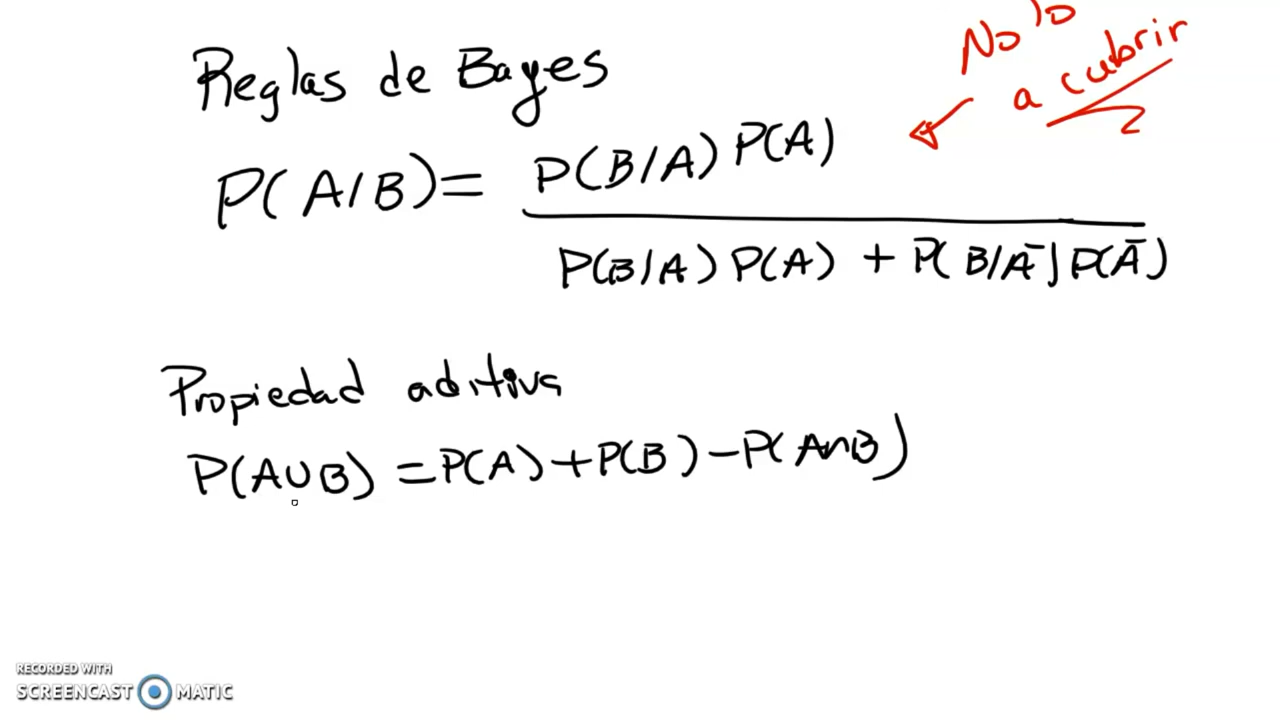 Reglas de Bayes
No lo
a cubrir
P(A/B) = P(B/A) P(A)
P(B/A) P(A) + P(B/A̅) P(A̅)
Propiedad aditiva
P(A∪B) = P(A) + P(B) - P(A∩B)
RECORDED WITH
SCREENCAST MATIC